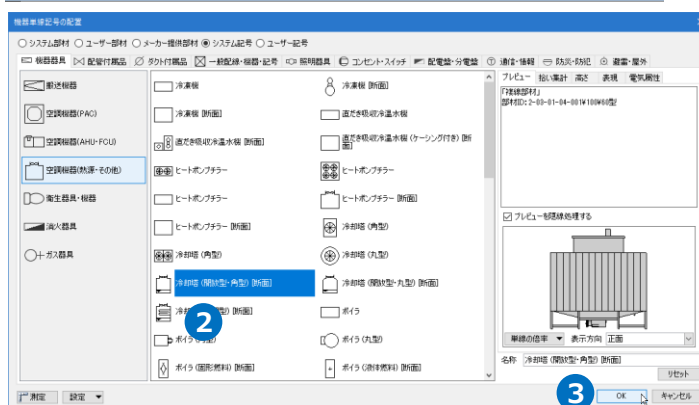 機器単線記号の配置
システム部材 ユーザー部材 メーカー提供部材 システム記号 ユーザー記号
機器器具 配管付属品 ダクト付属品 一般配線・機器・記号 照明器具 コンセント・スイッチ 配電盤・分電盤 通信・情報 防災・防犯 避雷・屋外
搬送機器
空調機器(PAC)
空調機器(AHU・FCU)
空調機器(熱源・その他)
衛生器具・機器
消火器具
ガス器具
冷凍機
冷凍機 [断面]
冷凍機 [断面]
直だき吸収冷温水機
直だき吸収冷温水機 [断面]
直だき吸収冷温水機 (ケーシング付き) [断面]
ヒートポンプチラー
ヒートポンプチラー
ヒートポンプチラー
ヒートポンプチラー [断面]
ヒートポンプチラー [断面]
冷却塔 (角型)
冷却塔 (角型)
冷却塔 (丸型)
冷却塔 (開放型・角型) [断面]
冷却塔 (開放型・丸型) [断面]
[断面]
ボイラ
2
ボイラ
ボイラ (丸型)
ボイラ (固形燃料) [断面]
ボイラ (液体燃料) [断面]
プレビュー 拾い集計 高さ 表現 電気属性
「複線部材」
部材ID:2-03-01-04-001¥100¥60型2
プレビューを陰線処理する
単線の倍率 表示方向 正面
名称 冷却塔 (開放型・角型) [断面]
リセット
測定 設定
3
OK キャンセル